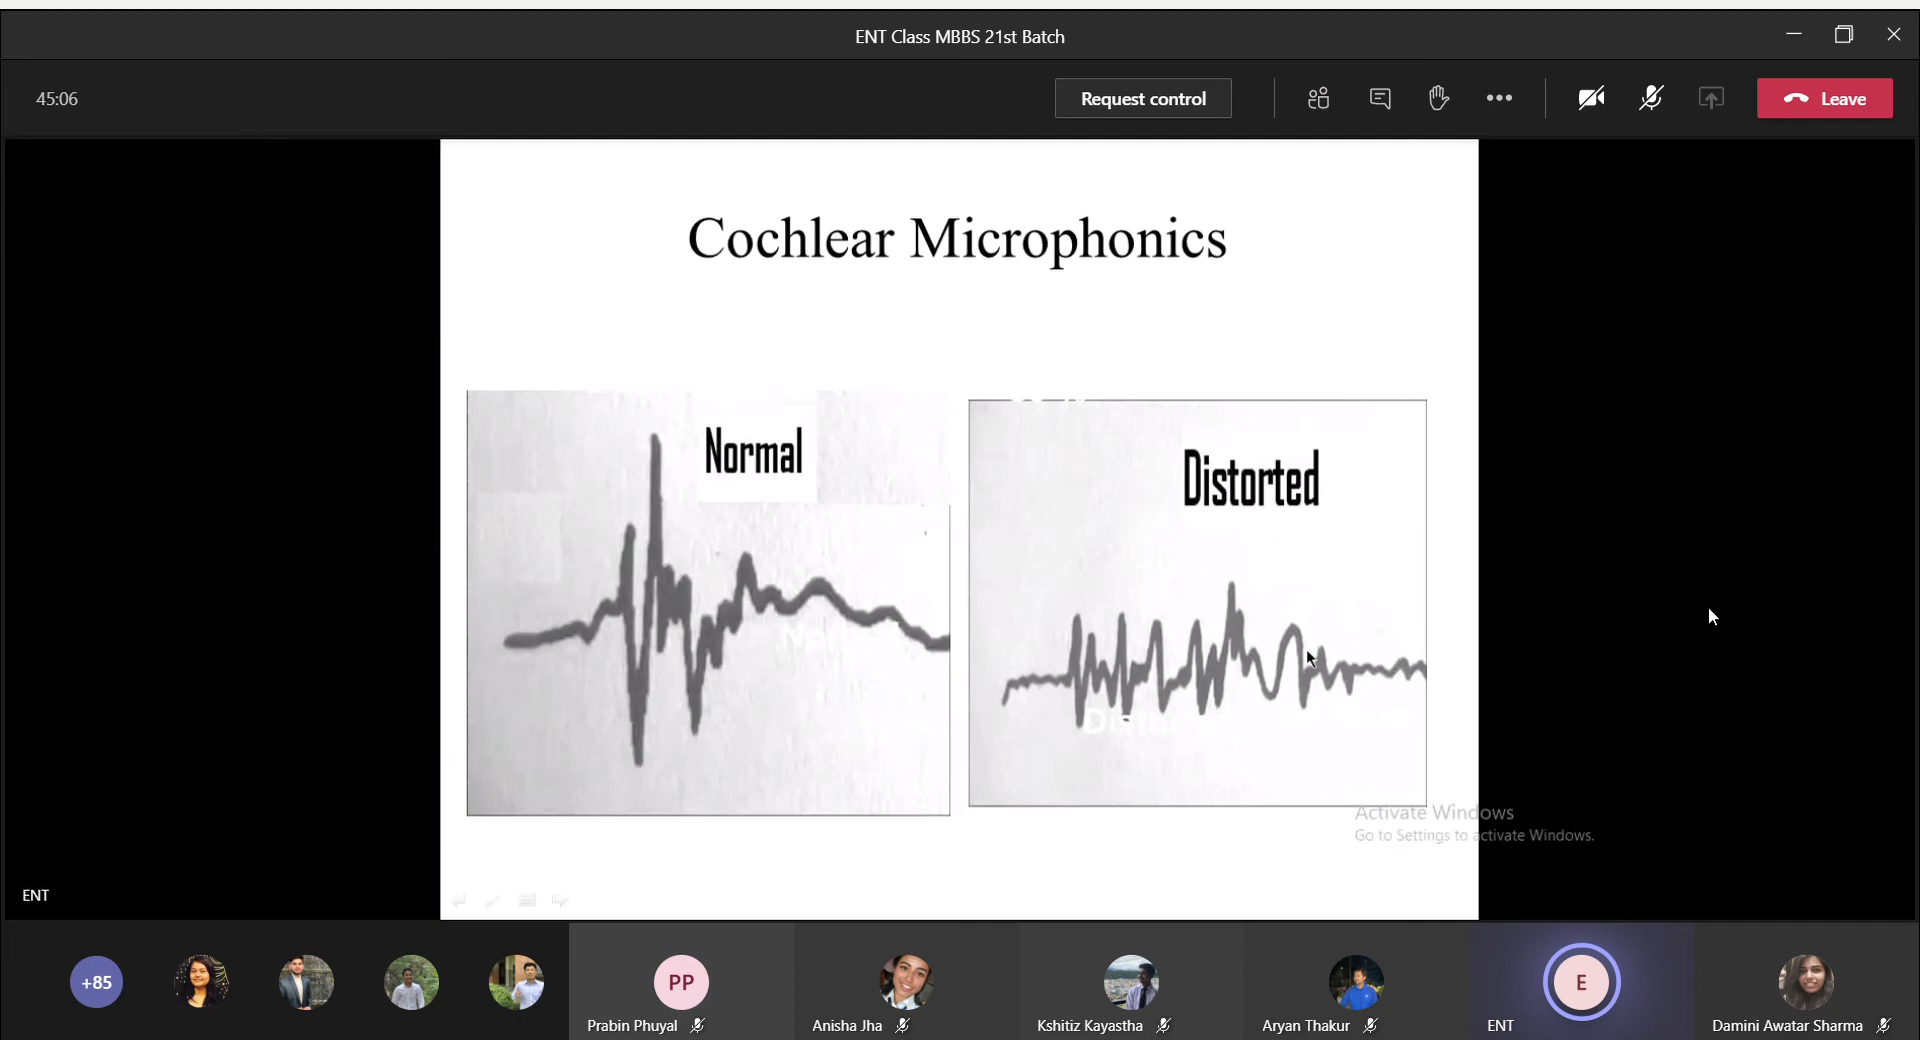 ENT Class MBBS 21st Batch
45:06
Request control
Leave
Cochlear Microphonics
Normal
Distorted
Activate Windows
Go to Settings to activate Windows.
ENT
+85
PP
E
Prabin Phuyal
Anisha Jha
Kshitiz Kayastha
Aryan Thakur
ENT
Damini Awatar Sharma